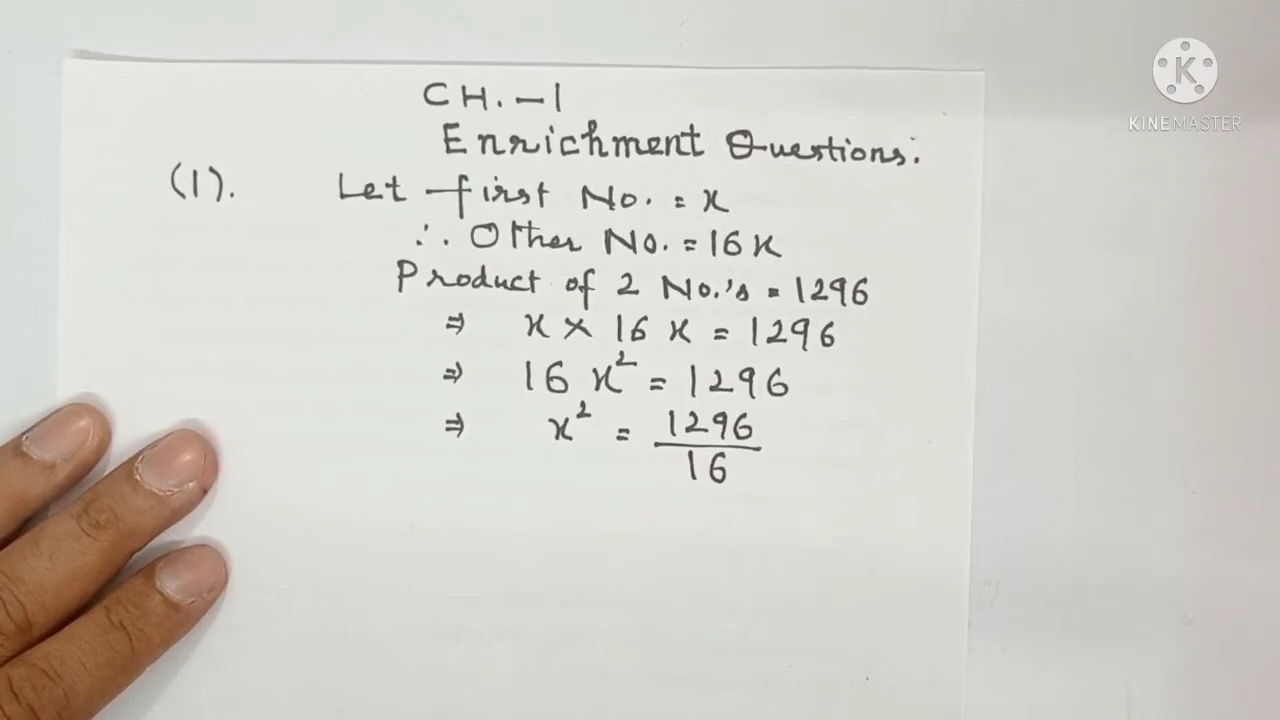 CH.-1
Enrichment Questions:
(1). Let first No. = x
∴ Other No. = 16x
Product of 2 No.'s = 1296
⇒ x × 16 x = 1296
⇒ 16 x² = 1296
⇒ x² = 1296/16
K
KINEMASTER